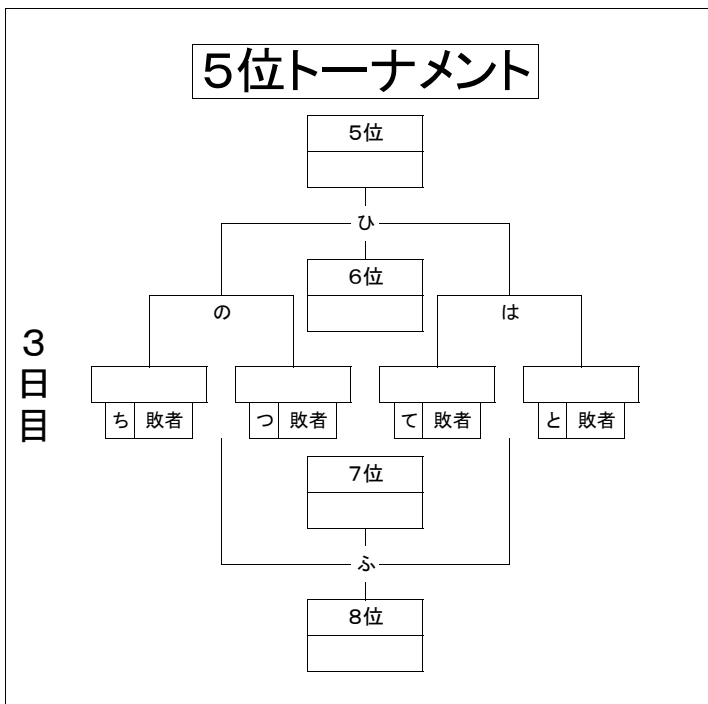 ５位トーナメント
５位
ひ
６位
の
は
３日目
ち 敗者 つ 敗者 て 敗者 と 敗者
７位
ふ
８位